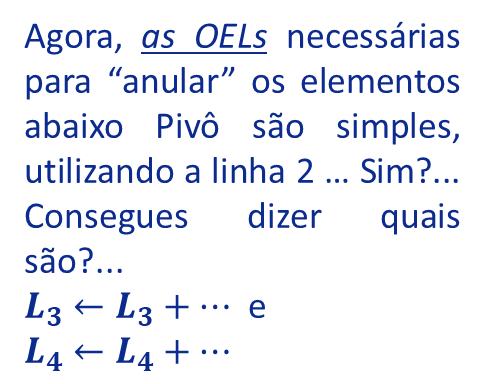 Agora, as OELs necessárias
para “anular” os elementos
abaixo Pivô são simples,
utilizando a linha 2 ... Sim?...
Consegues dizer quais
são?...
L₃ ← L₃ + ⋯ e
L₄ ← L₄ + ⋯